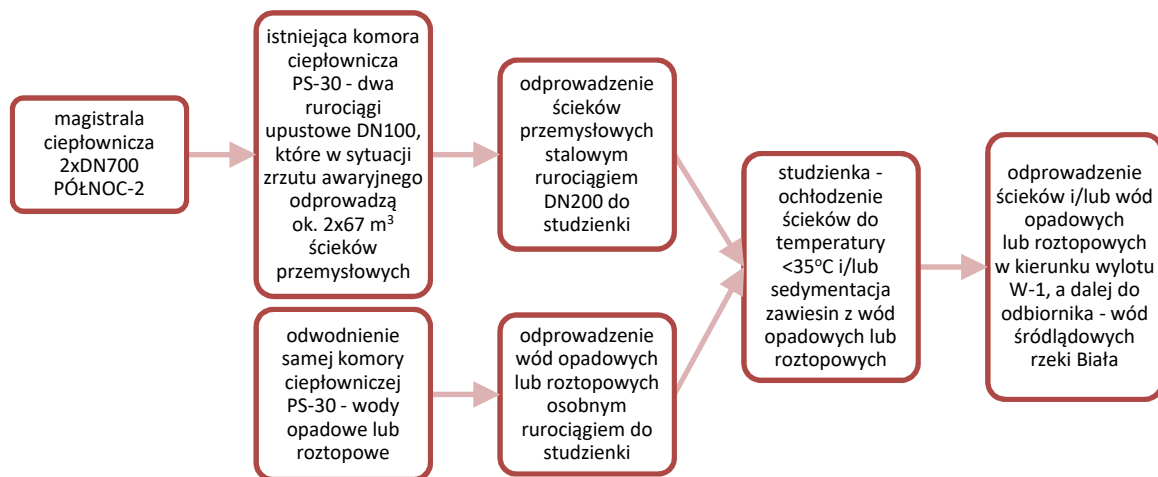 magistrala
ciepłownicza
2xDN700
PÓŁNOC-2
istniejąca komora
ciepłownicza
PS-30 - dwa
rurociągi
upustowe DN100,
które w sytuacji
zrzutu awaryjnego
odprowadzą
ok. 2x67 m³
ścieków
przemysłowych
odprowadzenie
ścieków
przemysłowych
stalowym
rurociągiem
DN200 do
studzienki
odwodnienie
samej komory
ciepłowniczej
PS-30 - wody
opadowe lub
roztopowe
odprowadzenie
wód opadowych
lub roztopowych
osobnym
rurociągiem do
studzienki
studzienka -
ochłodzenie
ścieków do
temperatury
<35°C i/lub
sedymentacja
zawiesin z wód
opadowych lub
roztopowych
odprowadzenie
ścieków i/lub wód
opadowych
lub roztopowych
w kierunku wylotu
W-1, a dalej do
odbiornika - wód
śródlądowych
rzeki Biała